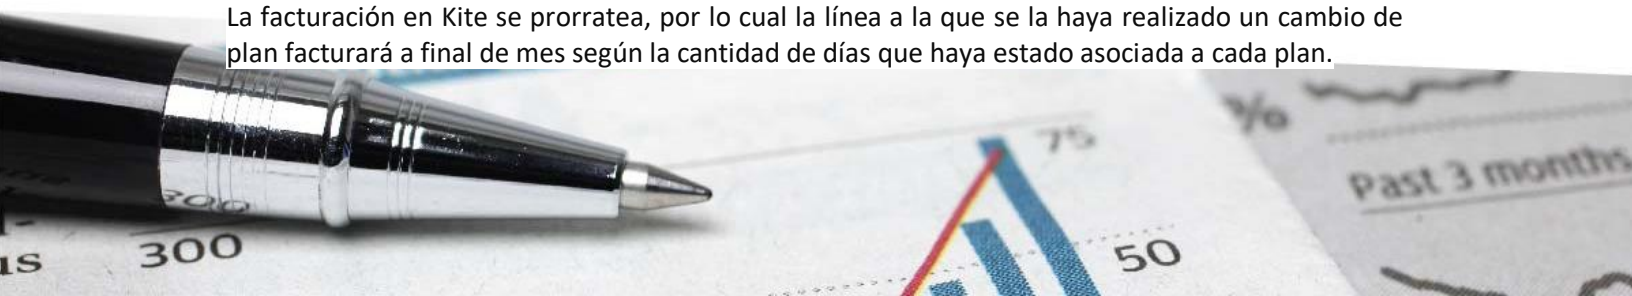 La facturación en Kite se prorratea, por lo cual la línea a la que se la haya realizado un cambio de
plan facturará a final de mes según la cantidad de días que haya estado asociada a cada plan.
%
75
Past 3 months
300
300
50